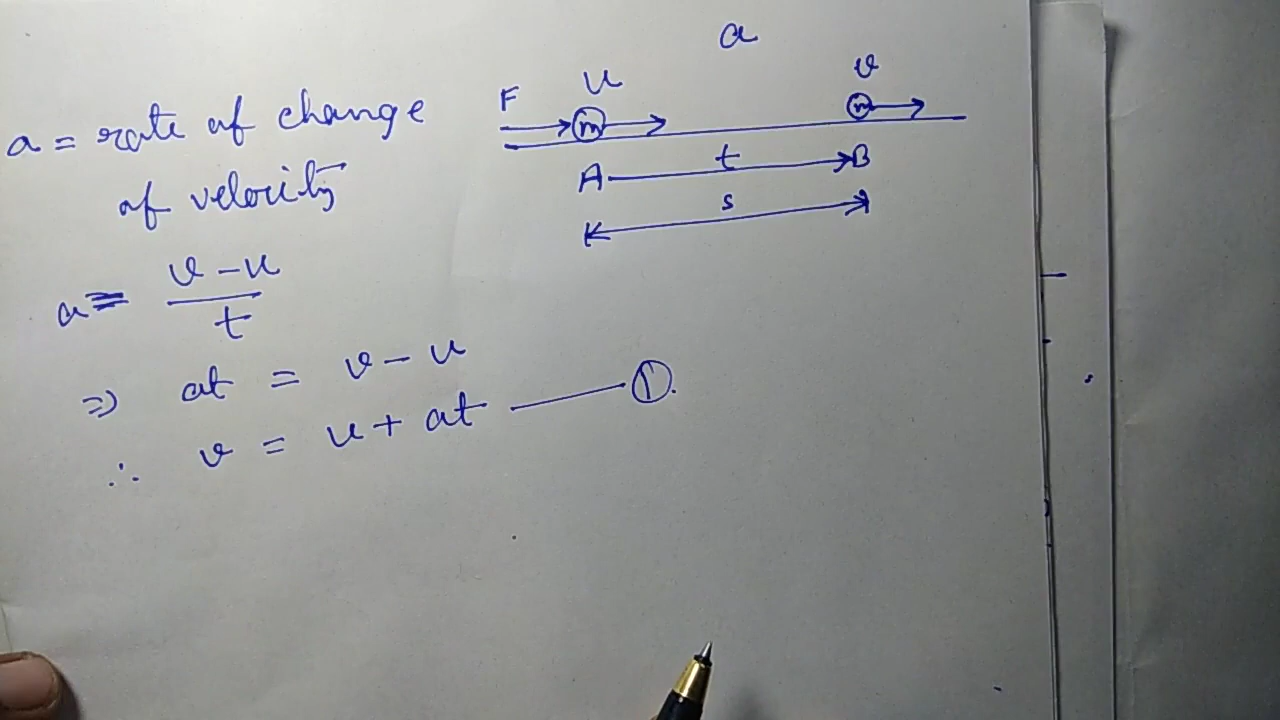 a = rate of change
of velocity
a = v - u / t
⇒ at = v - u
∴ v = u + at —— ①.
a
F u v
m m
A t B
s